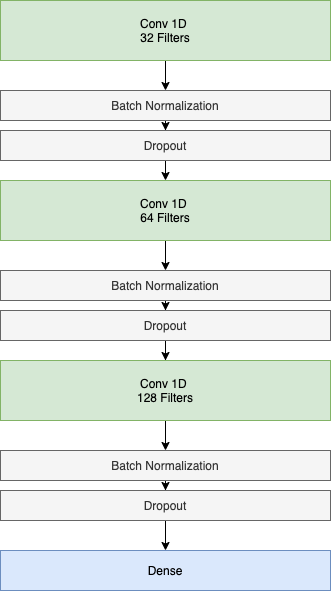 Conv 1D
32 Filters
Batch Normalization
Dropout
Conv 1D
64 Filters
Batch Normalization
Dropout
Conv 1D
128 Filters
Batch Normalization
Dropout
Dense